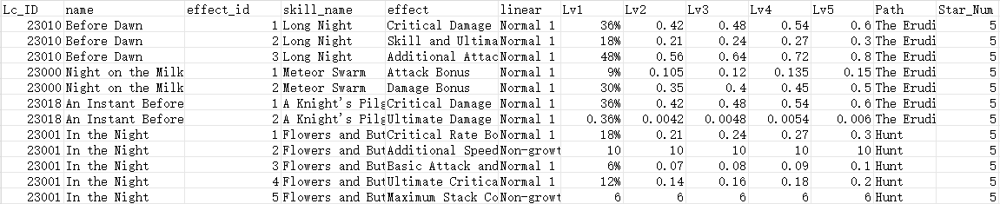 Lc_ID name effect_id skill_name effect linear Lv1 Lv2 Lv3 Lv4 Lv5 Path Star_Num
23010 Before Dawn 1 Long Night Critical Damage Normal 1 36% 0.42 0.48 0.54 0.6 The Erudi 5
23010 Before Dawn 2 Long Night Skill and Ultima Normal 1 18% 0.21 0.24 0.27 0.3 The Erudi 5
23010 Before Dawn 3 Long Night Additional Attac Normal 1 48% 0.56 0.64 0.72 0.8 The Erudi 5
23000 Night on the Milk 1 Meteor Swarm Attack Bonus Normal 1 9% 0.105 0.12 0.135 0.15 The Erudi 5
23000 Night on the Milk 2 Meteor Swarm Damage Bonus Normal 1 30% 0.35 0.4 0.45 0.5 The Erudi 5
23018 An Instant Before 1 A Knight's Pilg Critical Damage Normal 1 36% 0.42 0.48 0.54 0.6 The Erudi 5
23018 An Instant Before 2 A Knight's Pilg Ultimate Damage Normal 1 0.36% 0.0042 0.0048 0.0054 0.006 The Erudi 5
23001 In the Night 1 Flowers and But Critical Rate Bo Normal 1 18% 0.21 0.24 0.27 0.3 Hunt 5
23001 In the Night 2 Flowers and But Additional Speed Non-growt 10 10 10 10 10 Hunt 5
23001 In the Night 3 Flowers and But Basic Attack and Normal 1 6% 0.07 0.08 0.09 0.1 Hunt 5
23001 In the Night 4 Flowers and But Ultimate Critica Normal 1 12% 0.14 0.16 0.18 0.2 Hunt 5
23001 In the Night 5 Flowers and But Maximum Stack Co Non-growt 6 6 6 6 6 Hunt 5